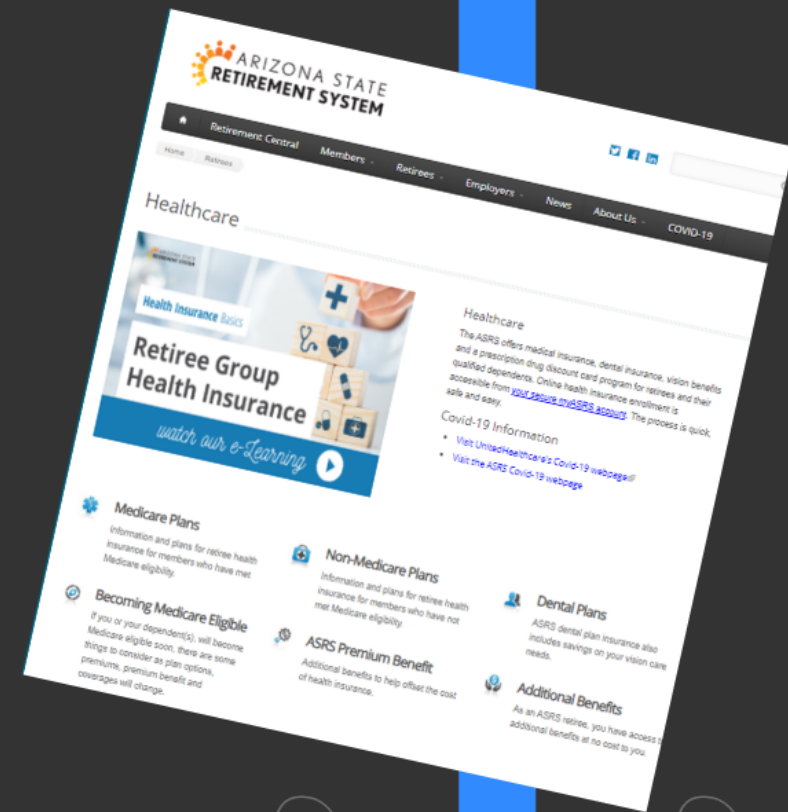 ARIZONA STATE
RETIREMENT SYSTEM
Retirement Central Members Retirees Employers News About Us COVID-19
Home Retirees
Healthcare
ARIZONA STATE
RETIREMENT SYSTEM
Health Insurance Basics
Retiree Group
Health Insurance
watch our e-Learning
Healthcare
The ASRS offers medical insurance, dental insurance, vision benefits
and a prescription drug discount card program for retirees and their
qualified dependents. Online health insurance enrollment is
accessible from your secure myASRS account. The process is quick,
safe and easy.
Covid-19 Information
• Visit UnitedHealthcare's Covid-19 webpage
• Visit the ASRS Covid-19 webpage
Medicare Plans
Information and plans for retiree health
insurance for members who have met
Medicare eligibility.
Non-Medicare Plans
Information and plans for retiree health
insurance for members who have not
met Medicare eligibility.
Dental Plans
ASRS dental plan insurance also
includes savings on your vision care
needs.
Becoming Medicare Eligible
If you or your dependent(s), will become
Medicare eligible soon, there are some
things to consider as plan options,
premiums, premium benefit and
coverages will change.
ASRS Premium Benefit
Additional benefits to help offset the cost
of health insurance.
Additional Benefits
As an ASRS retiree, you have access t
additional benefits at no cost to you.